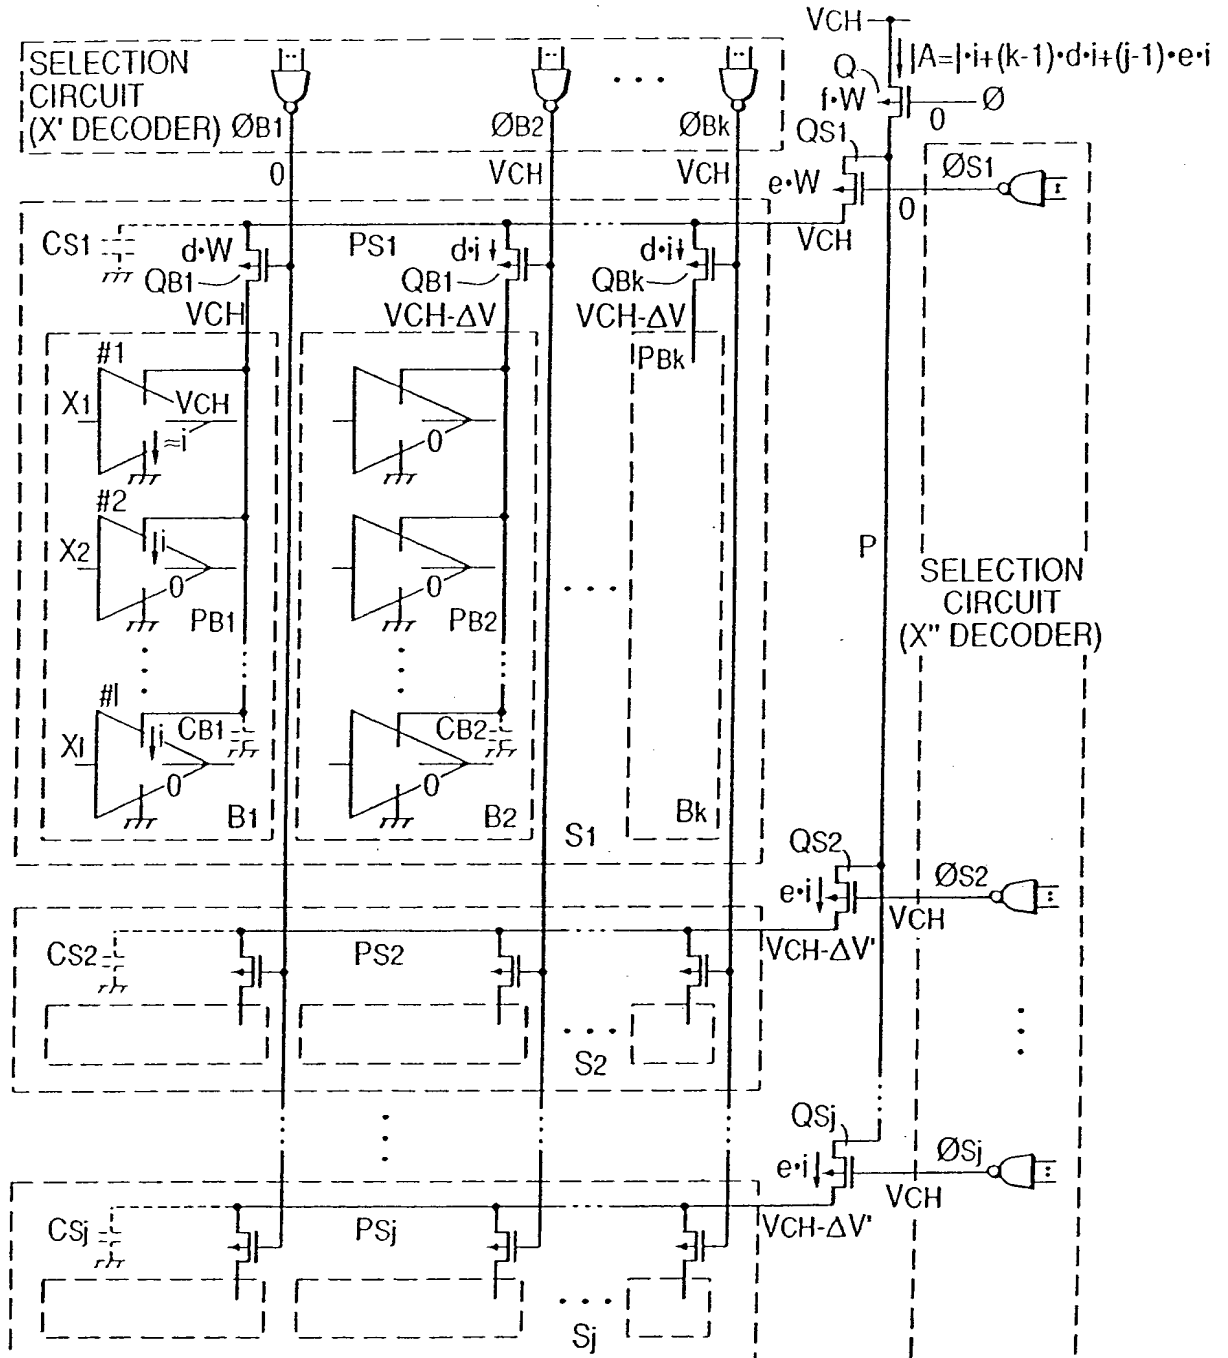 VCH
IA=l·i+(k-1)·d·i+(j-1)·e·i
SELECTION
CIRCUIT
(X' DECODER)
ØB1
ØB2
ØBk
Q
f·W
0
Ø
QS1
0
VCH
VCH
e·W
ØS1
0
VCH
CS1
d·W
QB1
VCH
PS1
d·i
QB1
VCH-ΔV
d·i
QBk
VCH-ΔV
PBk
#1
X1
VCH
≈i
0
#2
X2
i
0
PB1
0
PB2
P
SELECTION
CIRCUIT
(X" DECODER)
#l
Xl
i
0
CB1
B1
CB2
0
B2
Bk
S1
QS2
e·i
ØS2
VCH
VCH-ΔV'
CS2
PS2
S2
QSj
e·i
ØSj
VCH
VCH-ΔV'
CSj
PSj
Sj